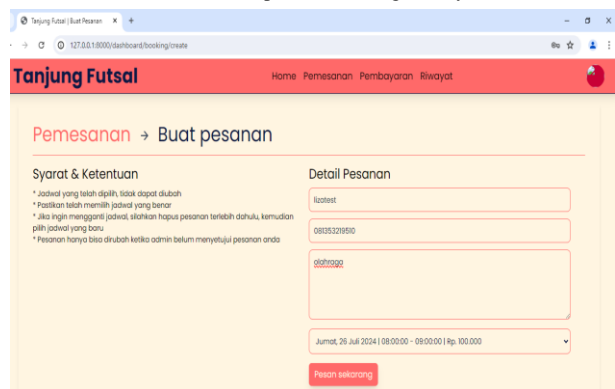 Tanjung Futsal | Buat Pesanan
127.0.0.1:8000/dashboard/booking/create
Tanjung Futsal
Home Pemesanan Pembayaran Riwayat
Pemesanan → Buat pesanan
Syarat & Ketentuan
* Jadwal yang telah dipilih, tidak dapat diubah
* Pastikan telah memilih jadwal yang benar
* Jika ingin mengganti jadwal, silahkan hapus pesanan terlebih dahulu, kemudian
pilih jadwal yang baru
* Pesanan hanya bisa dirubah ketika admin belum menyetujui pesanan anda
Detail Pesanan
lizatest
081353219510
olahraga
Jumat, 26 Juli 2024 | 08:00:00 - 09:00:00 | Rp. 100.000
Pesan sekarang